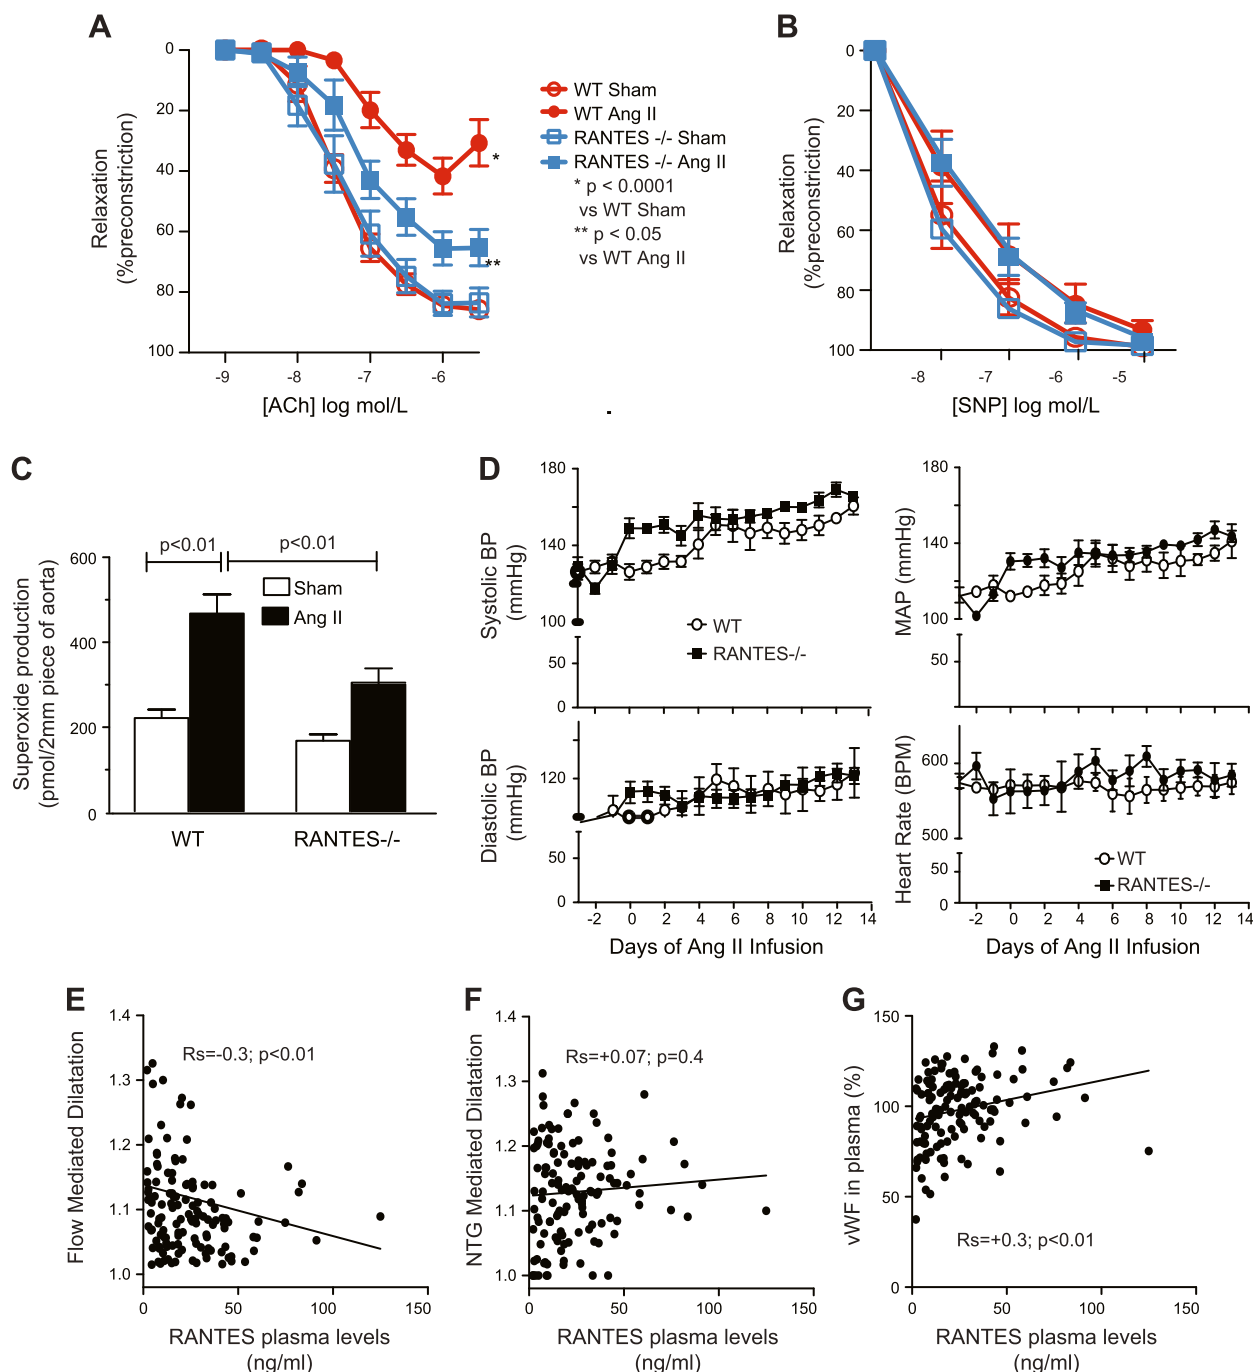 A
Relaxation
(%preconstriction)
0
20
40
60
80
100
-9
-8
-7
-6
[ACh] log mol/L
*
**
WT Sham
WT Ang II
RANTES -/- Sham
RANTES -/- Ang II
* p < 0.0001
vs WT Sham
** p < 0.05
vs WT Ang II
B
Relaxation
(%preconstriction)
0
20
40
60
80
100
-8
-7
-6
-5
[SNP] log mol/L
C
Superoxide production
(pmol/2mm piece of aorta)
600
400
200
0
p<0.01
p<0.01
Sham
Ang II
WT
RANTES-/-
D
Systolic BP
(mmHg)
180
140
100
50
0
WT
RANTES-/-
MAP (mmHg)
180
140
100
50
0
Diastolic BP
(mmHg)
120
50
0
-2 0 2 4 6 8 10 12 14
Days of Ang II Infusion
Heart Rate (BPM)
600
500
50
0
WT
RANTES-/-
-2 0 2 4 6 8 10 12 14
Days of Ang II Infusion
E
Flow Mediated Dilatation
1.4
1.3
1.2
1.1
1.0
Rs=-0.3; p<0.01
0 50 100 150
RANTES plasma levels
(ng/ml)
F
NTG Mediated Dilatation
1.4
1.3
1.2
1.1
1.0
Rs=+0.07; p=0.4
0 50 100 150
RANTES plasma levels
(ng/ml)
G
vWF in plasma (%)
150
100
50
0
Rs=+0.3; p<0.01
0 50 100 150
RANTES plasma levels
(ng/ml)